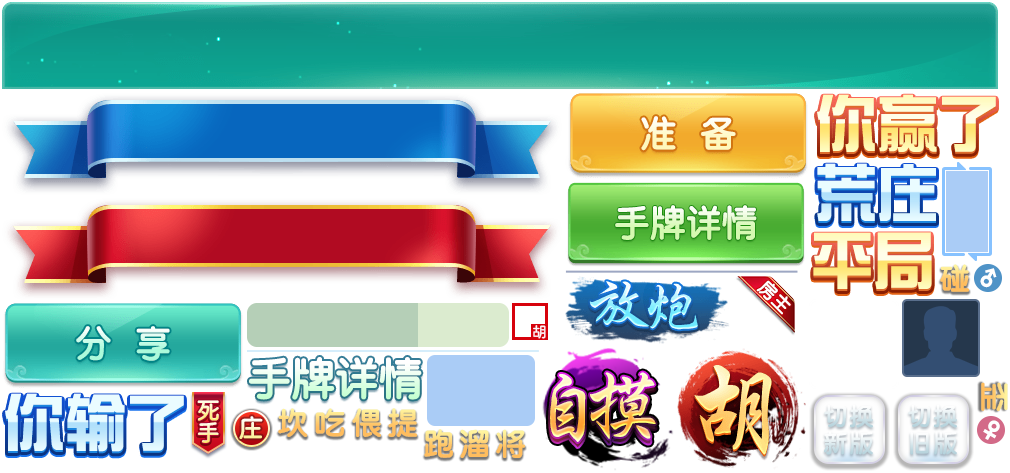 准备
你赢了
荒庄
手牌详情
平局
碰
放炮
房主
分享
胡
手牌详情
自摸
胡
你输了
死手
庄
坎吃偎提
跑溜将
切换
新版
切换
旧版